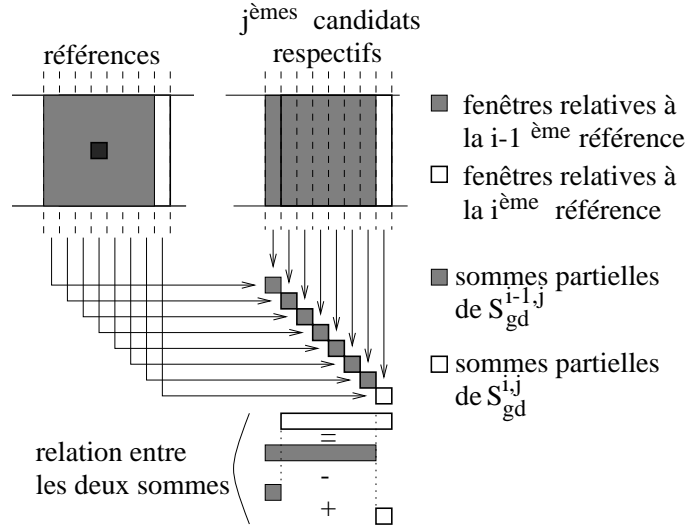 références
jèmes candidats
respectifs
fenêtres relatives à
la i-1 ème référence
fenêtres relatives à
la ième référence
sommes partielles
de S i-1,j gd
sommes partielles
de S i,j gd
relation entre
les deux sommes
=
-
+